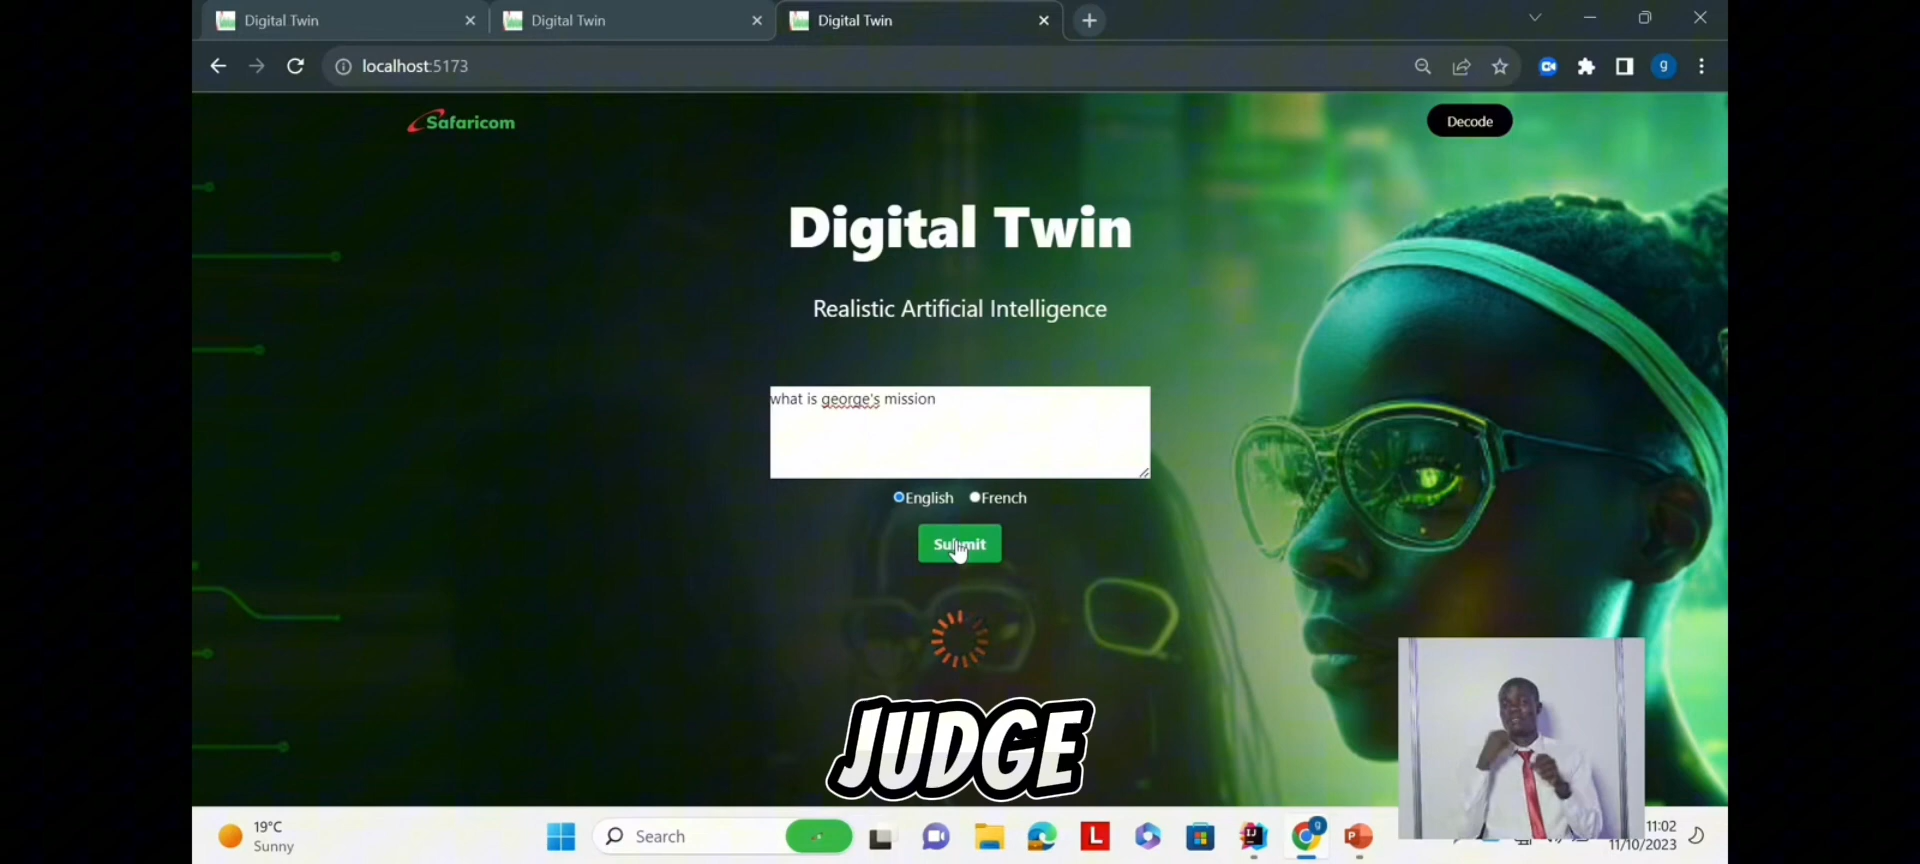 Digital Twin
Digital Twin
Digital Twin
localhost:5173
g
Safaricom
Decode
Digital Twin
Realistic Artificial Intelligence
what is george's mission
English French
Submit
JUDGE
19°C
Sunny
Search
L
IJ
g
P
11:02
11/10/2023